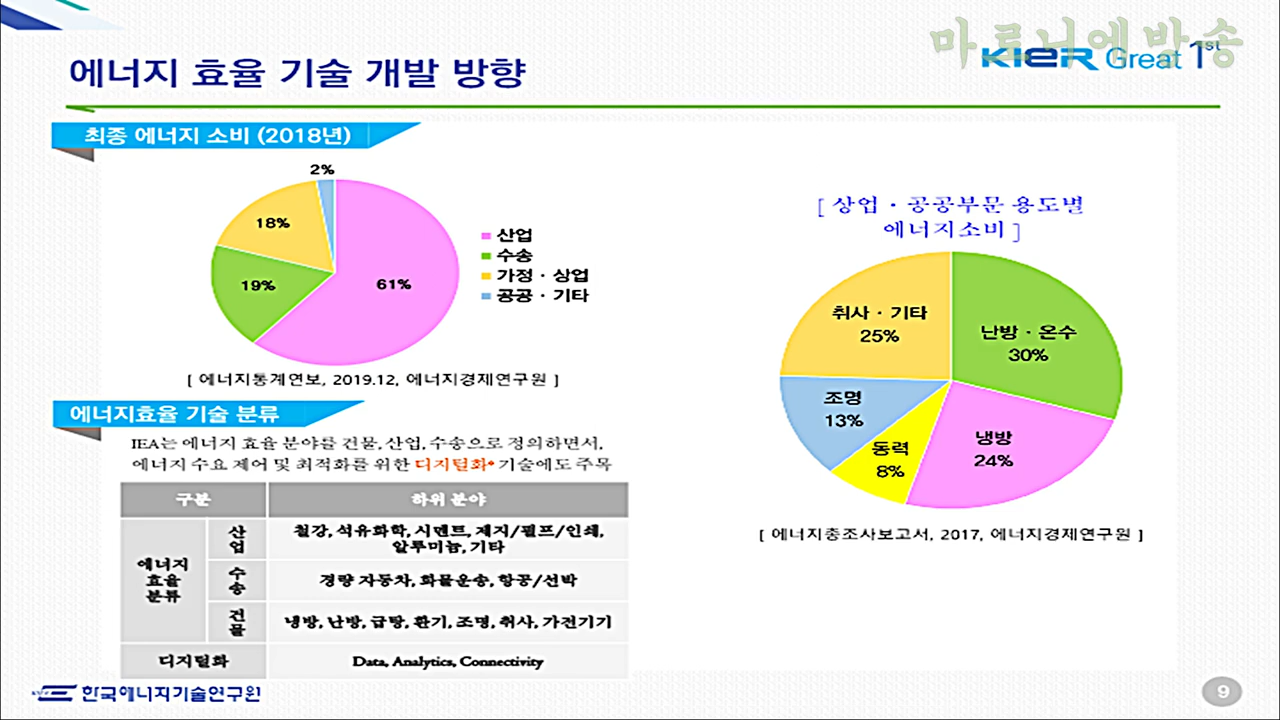 마로니에방송
KIER Great 1st
에너지 효율 기술 개발 방향
최종 에너지 소비 (2018년)
2%
18%
19%
61%
산업
수송
가정 · 상업
공공 · 기타
[ 에너지통계연보, 2019.12, 에너지경제연구원 ]
[ 상업 · 공공부문 용도별
에너지소비 ]
취사 · 기타
25%
난방 · 온수
30%
조명
13%
동력
8%
냉방
24%
[ 에너지총조사보고서, 2017, 에너지경제연구원 ]
에너지효율 기술 분류
IEA는 에너지 효율 분야를 건물, 산업, 수송으로 정의하면서,
에너지 수요 제어 및 최적화를 위한 디지털화* 기술에도 주목
구분
하위 분야
에너지
효율
분류
산
업
철강, 석유화학, 시멘트, 제지/펄프/인쇄,
알루미늄, 기타
수
송
경량 자동차, 화물운송, 항공/선박
건
물
냉방, 난방, 급탕, 환기, 조명, 취사, 가전기기
디지털화
Data, Analytics, Connectivity
한국에너지기술연구원
9